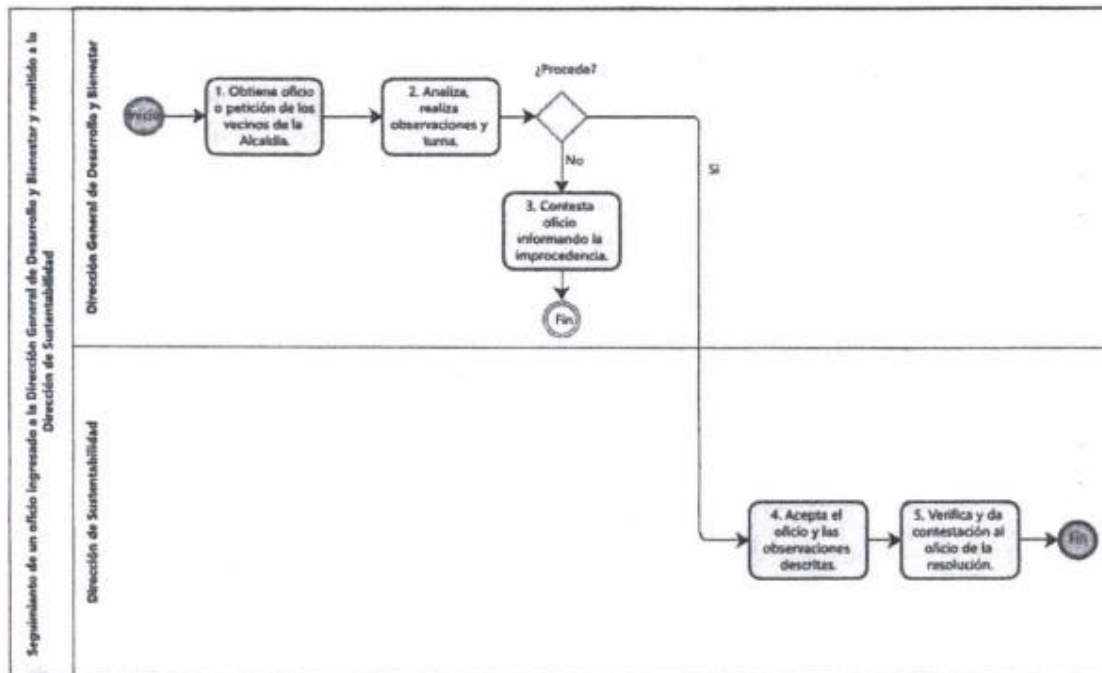 Seguimiento de un oficio ingresado a la Dirección General de Desarrollo y Bienestar y remitido a la
Dirección de Sustentabilidad
Dirección General de Desarrollo y Bienestar
Inicio
1. Obtiene oficio
o petición de los
vecinos de la
Alcaldía.
2. Analiza,
realiza
observaciones y
turna.
¿Procede?
No
Sí
3. Contesta
oficio
informando la
improcedencia.
Fin
Dirección de Sustentabilidad
4. Acepta el
oficio y las
observaciones
descritas.
5. Verifica y da
contestación al
oficio de la
resolución.
Fin